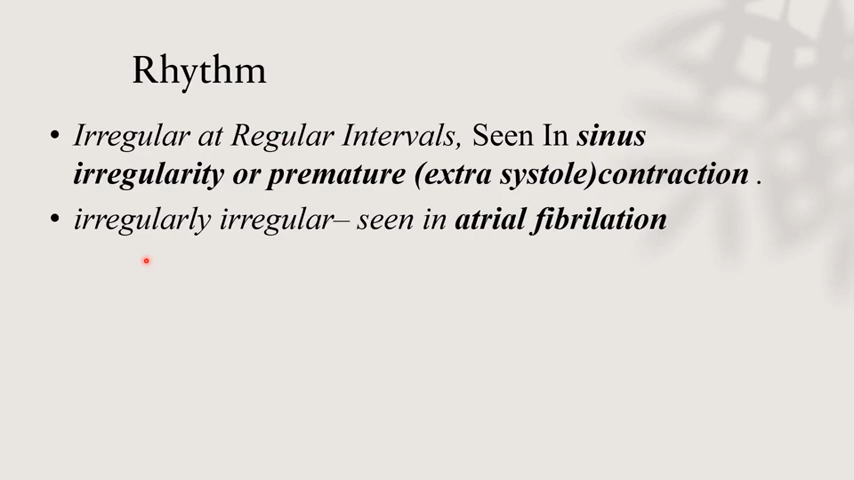 Rhythm
• Irregular at Regular Intervals, Seen In sinus
irregularity or premature (extra systole)contraction .
• irregularly irregular– seen in atrial fibrilation